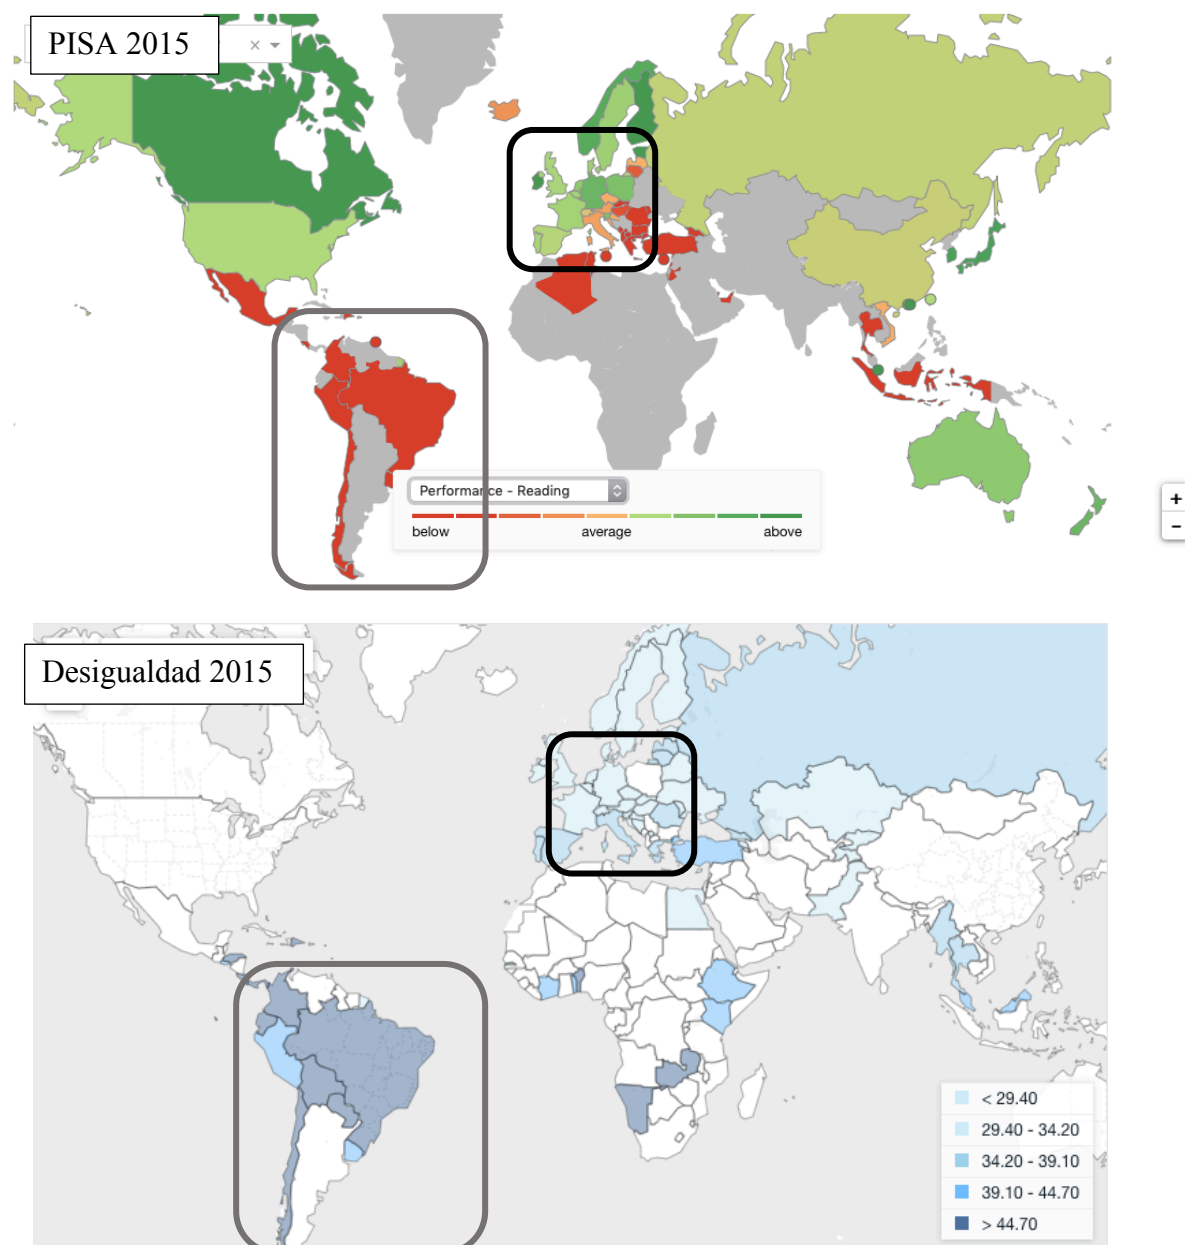 PISA 2015
Performance - Reading
below average above
+
−
Desigualdad 2015
< 29.40
29.40 - 34.20
34.20 - 39.10
39.10 - 44.70
> 44.70